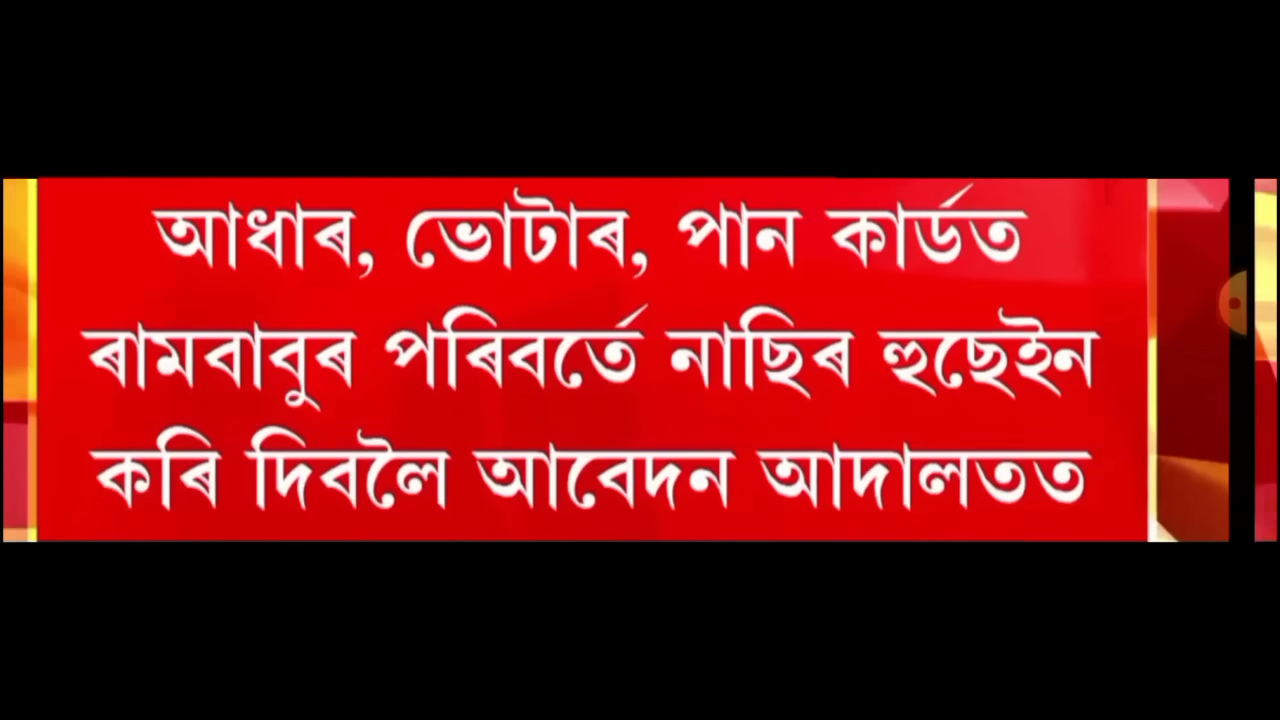 আধাৰ, ভোটাৰ, পান কাৰ্ডত
ৰামবাবুৰ পৰিবৰ্তে নাছিৰ হুছেইন
কৰি দিবলৈ আবেদন আদালতত